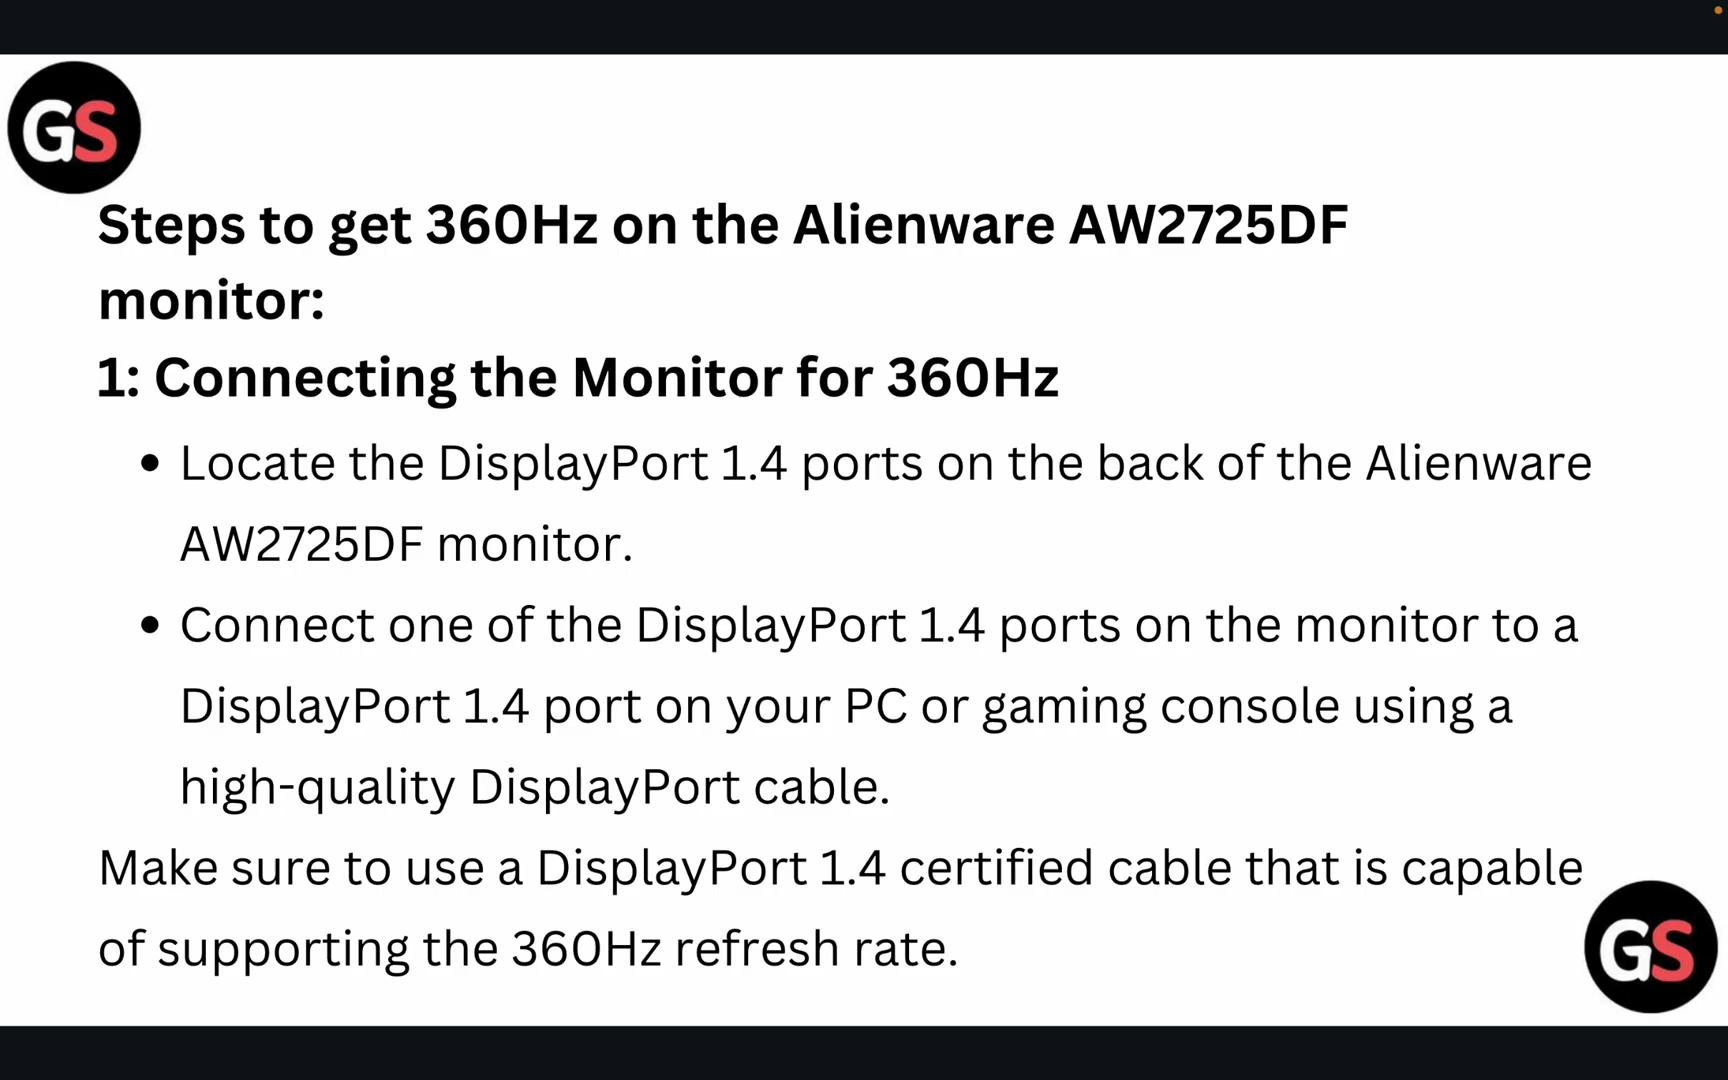 GS
Steps to get 360Hz on the Alienware AW2725DF
monitor:
1: Connecting the Monitor for 360Hz
• Locate the DisplayPort 1.4 ports on the back of the Alienware
AW2725DF monitor.
• Connect one of the DisplayPort 1.4 ports on the monitor to a
DisplayPort 1.4 port on your PC or gaming console using a
high-quality DisplayPort cable.
Make sure to use a DisplayPort 1.4 certified cable that is capable
of supporting the 360Hz refresh rate.
GS